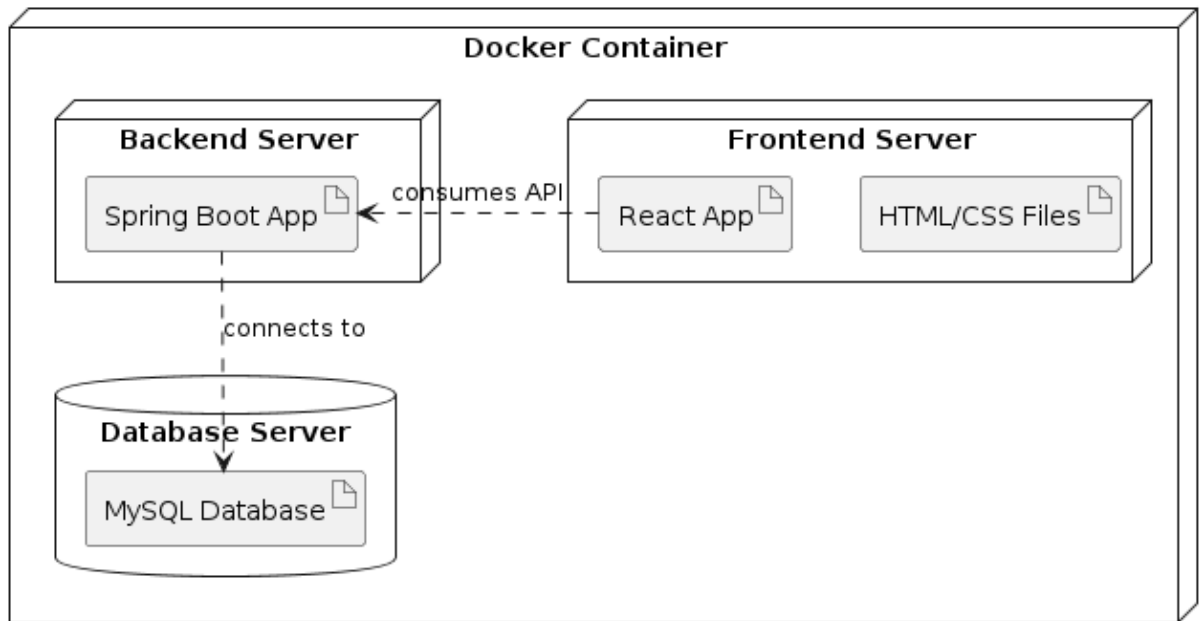 Docker Container
Backend Server
Frontend Server
Spring Boot App
consumes API
React App
HTML/CSS Files
connects to
Database Server
MySQL Database